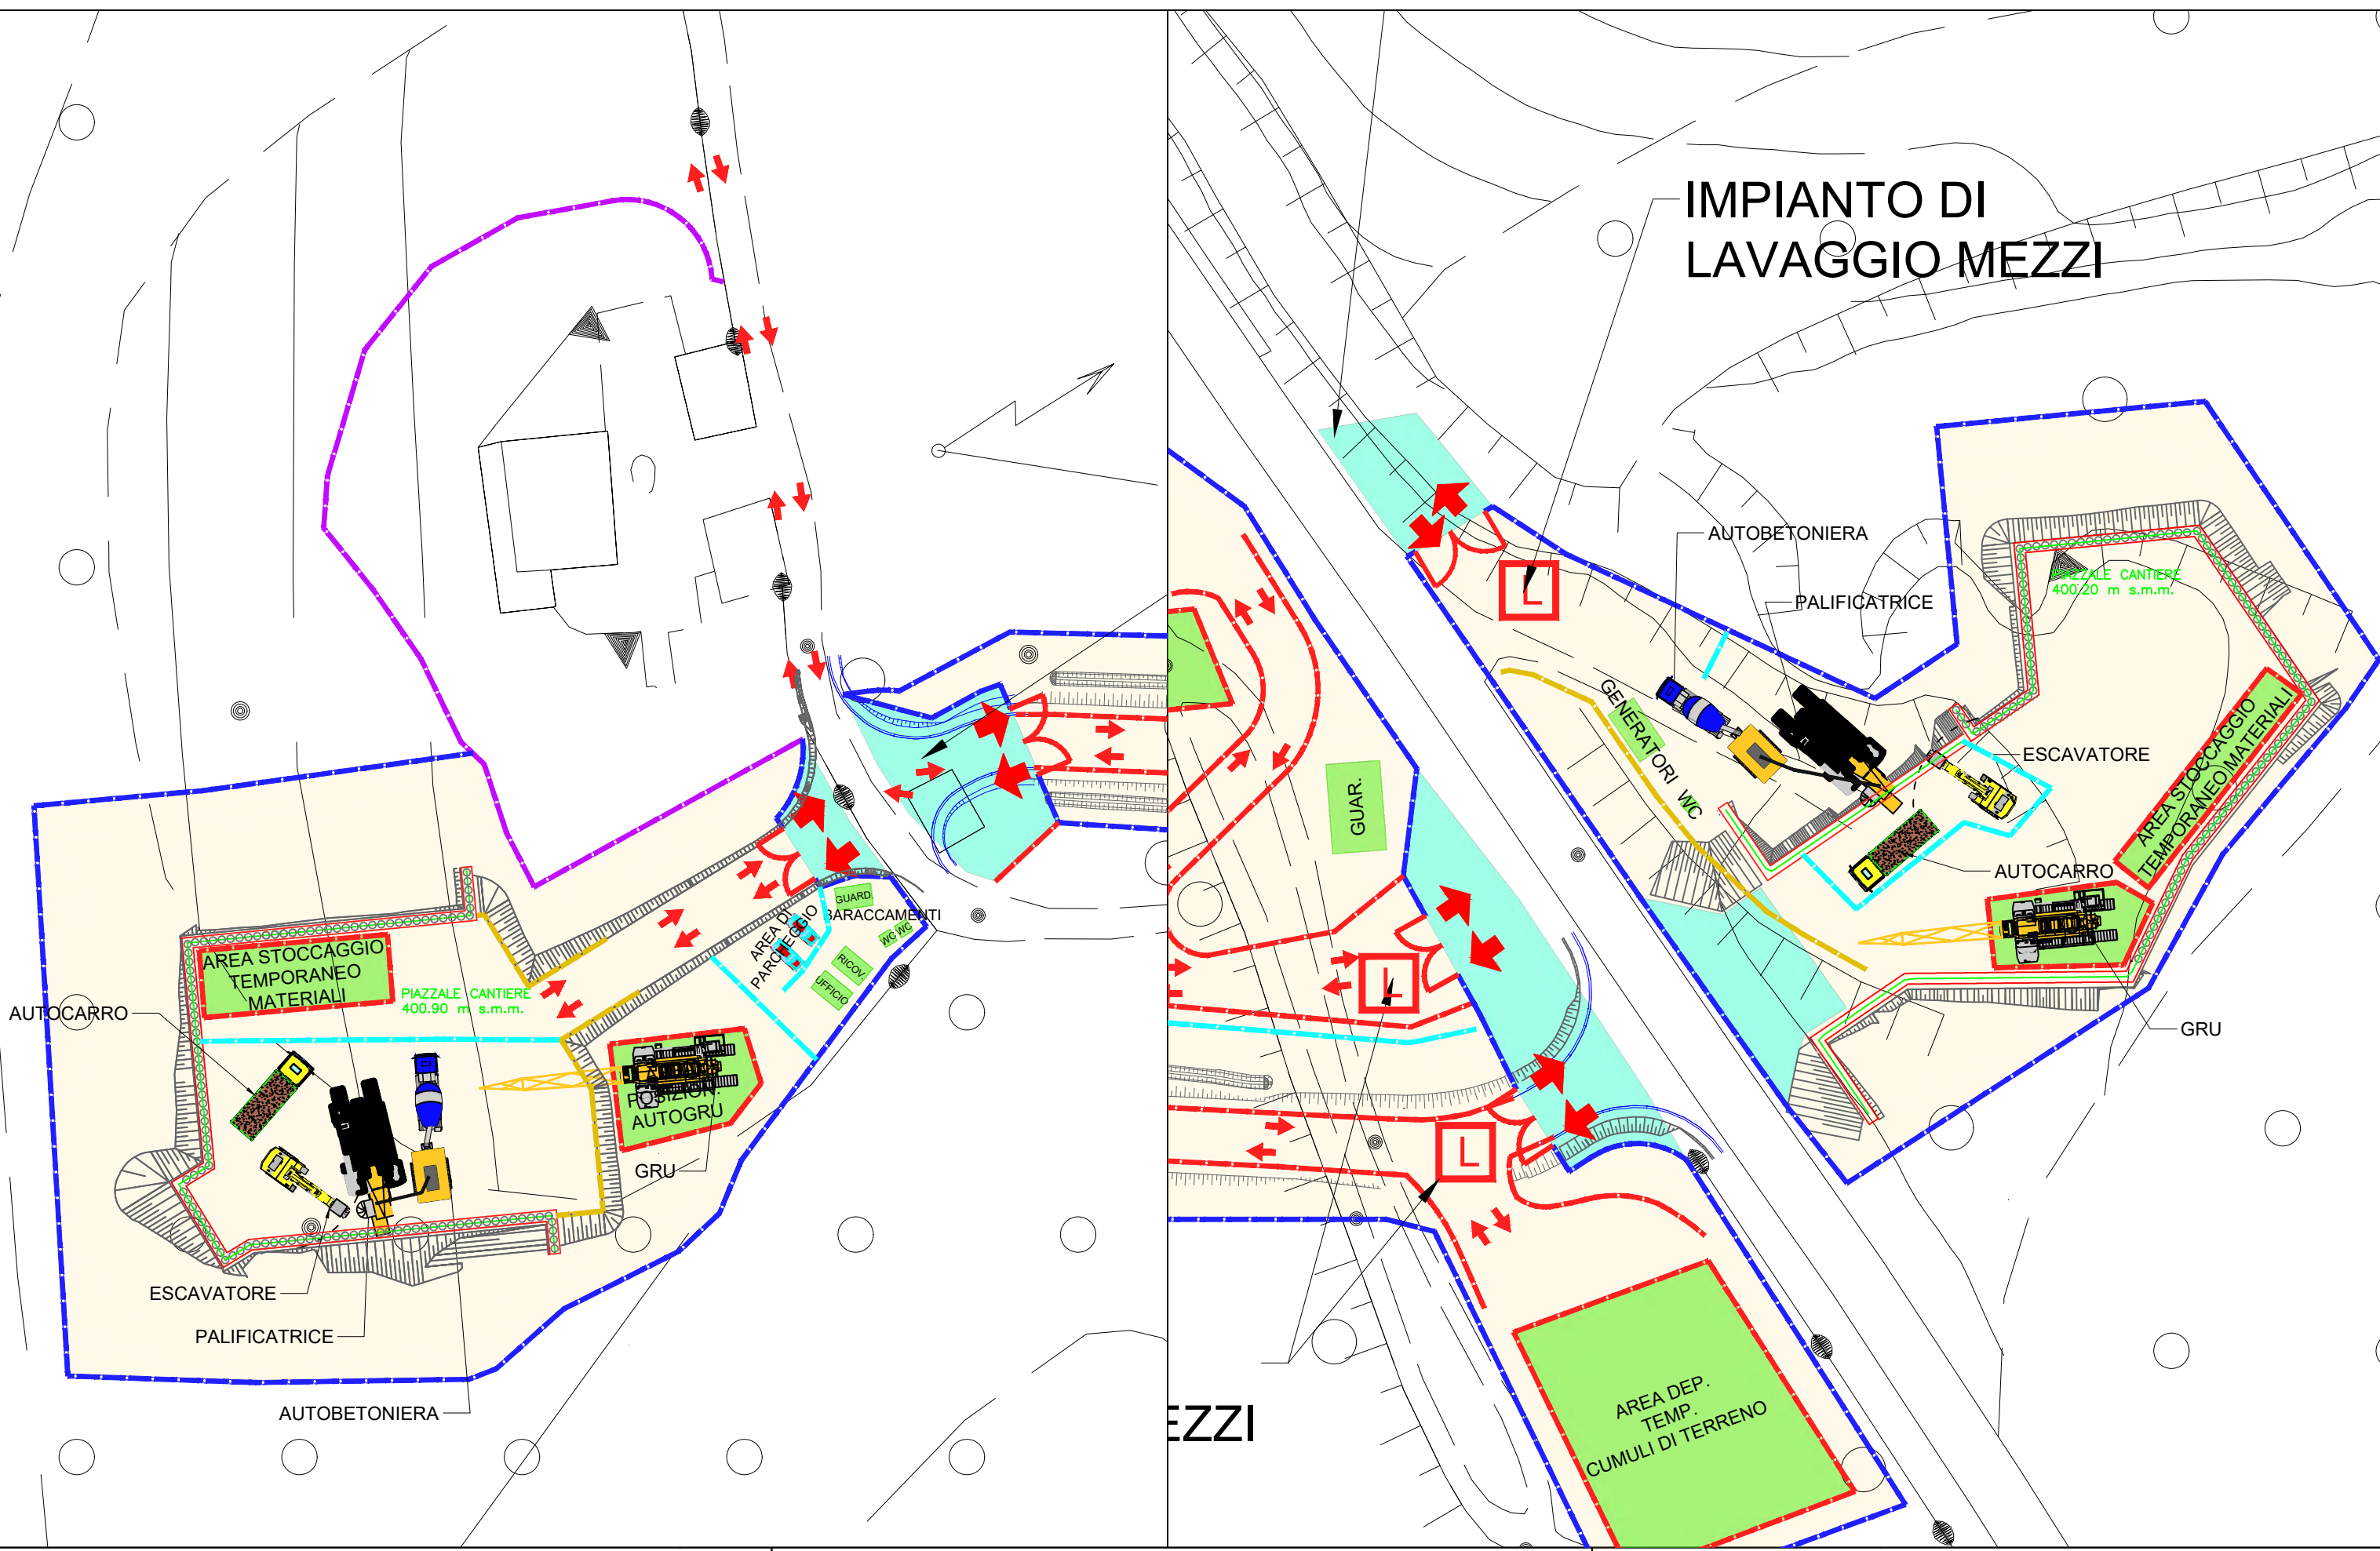 GUARD.
AREA DI
PARCHEGGIO
BARACCAMENTI
WC
WC
RICOV.
UFFICIO
AREA STOCCAGGIO
TEMPORANEO
MATERIALI
PIAZZALE CANTIERE
400.90 m s.m.m.
AUTOCARRO
POSIZION.
AUTOGRU
GRU
ESCAVATORE
PALIFICATRICE
AUTOBETONIERA
IMPIANTO DI
LAVAGGIO MEZZI
AUTOBETONIERA
L
PALIFICATRICE
PIAZZALE CANTIERE
400.20 m s.m.m.
GENERATORI
WC
ESCAVATORE
AREA STOCCAGGIO
TEMPORANEO MATERIALI
GUAR.
AUTOCARRO
L
GRU
L
AREA DEP.
TEMP.
CUMULI DI TERRENO
EZZI